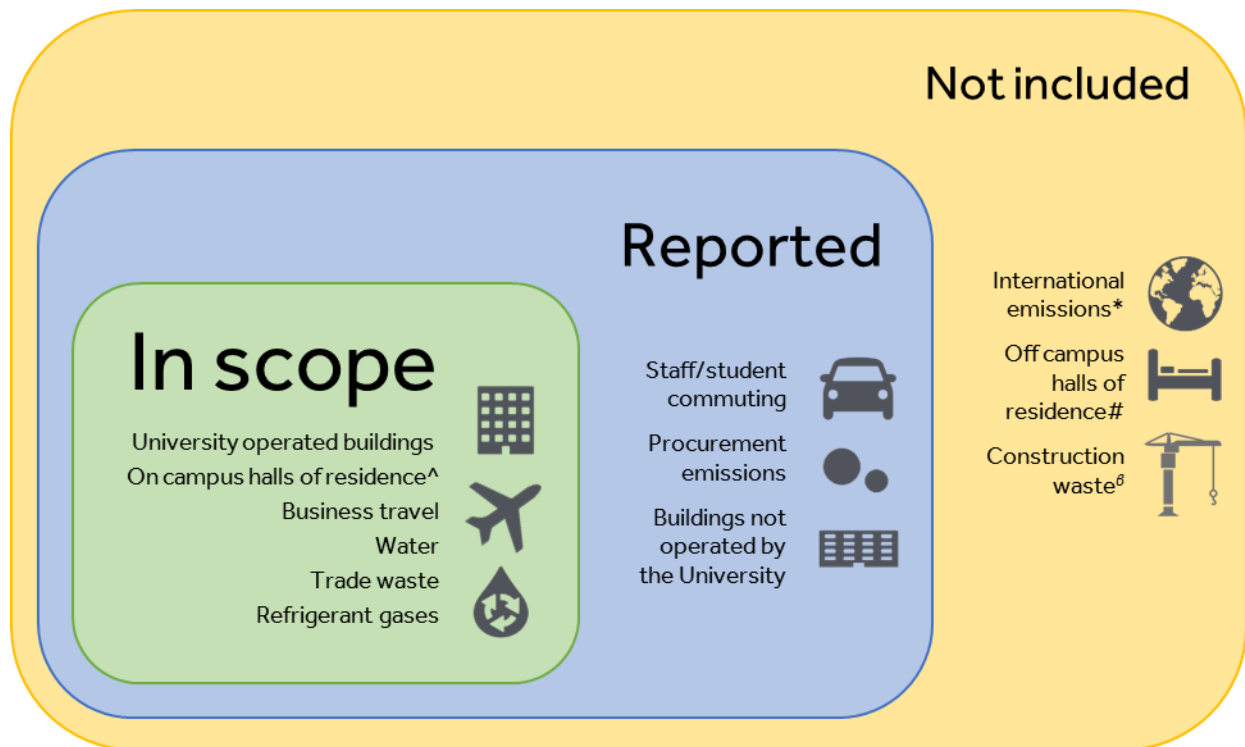 Not included
Reported
In scope
University operated buildings
On campus halls of residence^
Business travel
Water
Trade waste
Refrigerant gases
Staff/student
commuting
Procurement
emissions
Buildings not
operated by
the University
International
emissions*
Off campus
halls of
residence#
Construction
wasteᵝ